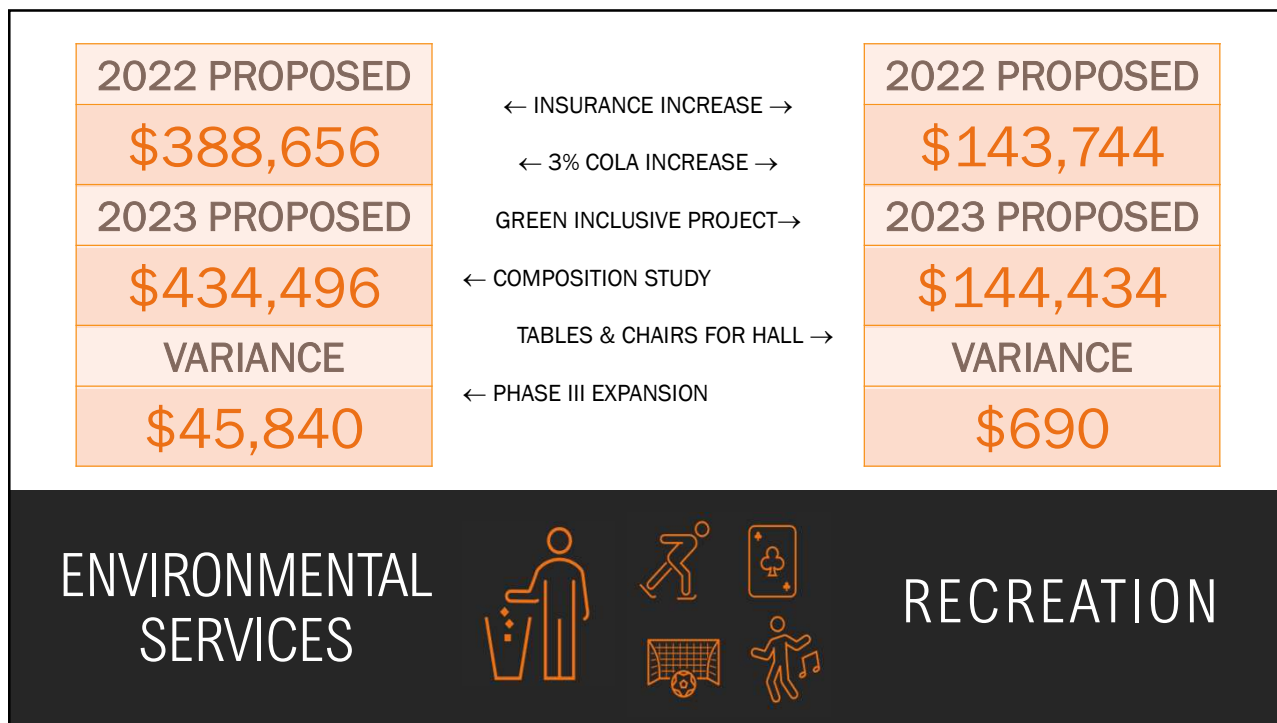 2022 PROPOSED
$388,656
2023 PROPOSED
$434,496
VARIANCE
$45,840
← INSURANCE INCREASE →
← 3% COLA INCREASE →
GREEN INCLUSIVE PROJECT→
← COMPOSITION STUDY
TABLES & CHAIRS FOR HALL →
← PHASE III EXPANSION
2022 PROPOSED
$143,744
2023 PROPOSED
$144,434
VARIANCE
$690
ENVIRONMENTAL
SERVICES
RECREATION